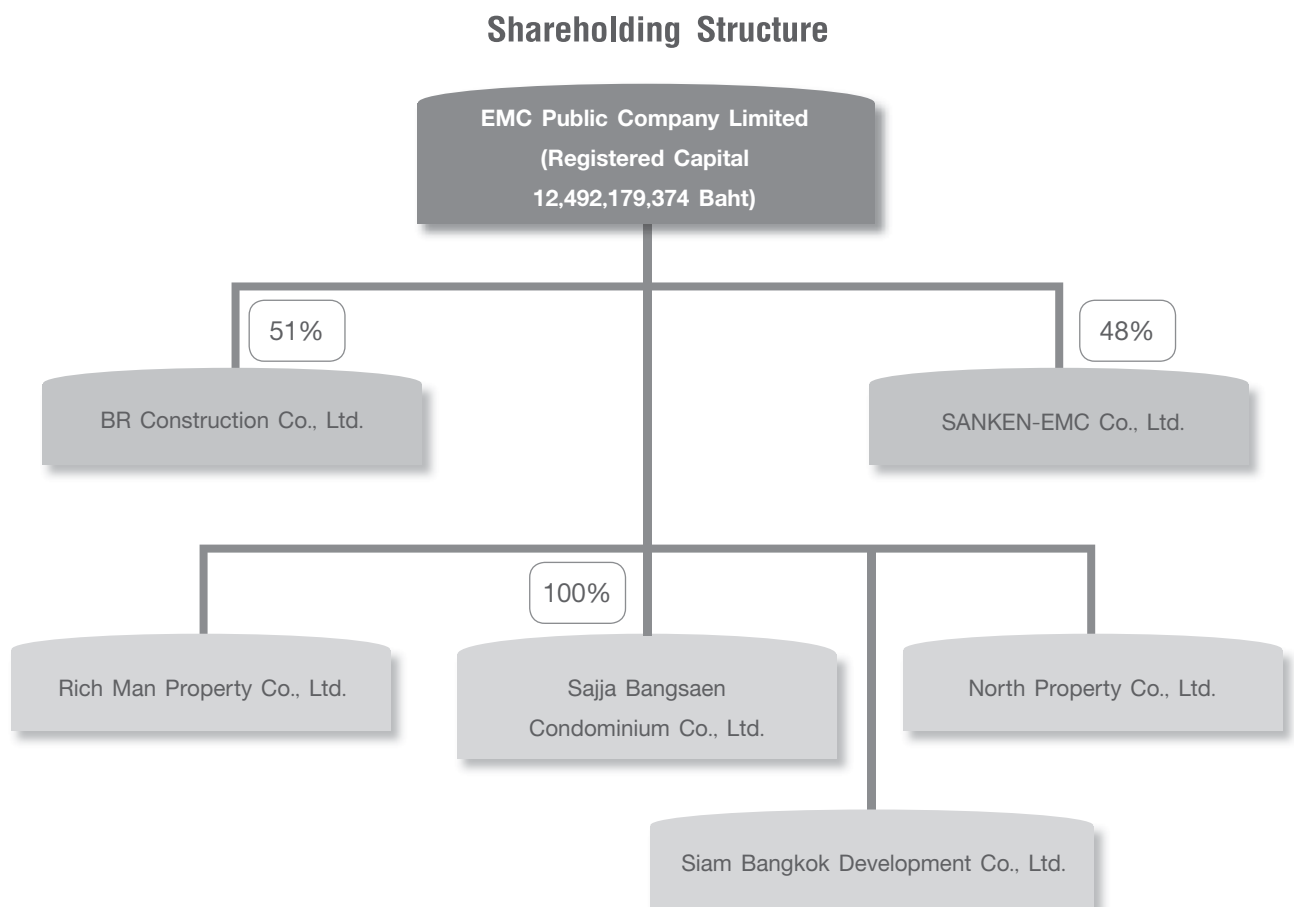 Shareholding Structure
EMC Public Company Limited
(Registered Capital
12,492,179,374 Baht)
51%
48%
BR Construction Co., Ltd.
SANKEN-EMC Co., Ltd.
100%
Rich Man Property Co., Ltd.
Sajja Bangsaen
Condominium Co., Ltd.
North Property Co., Ltd.
Siam Bangkok Development Co., Ltd.